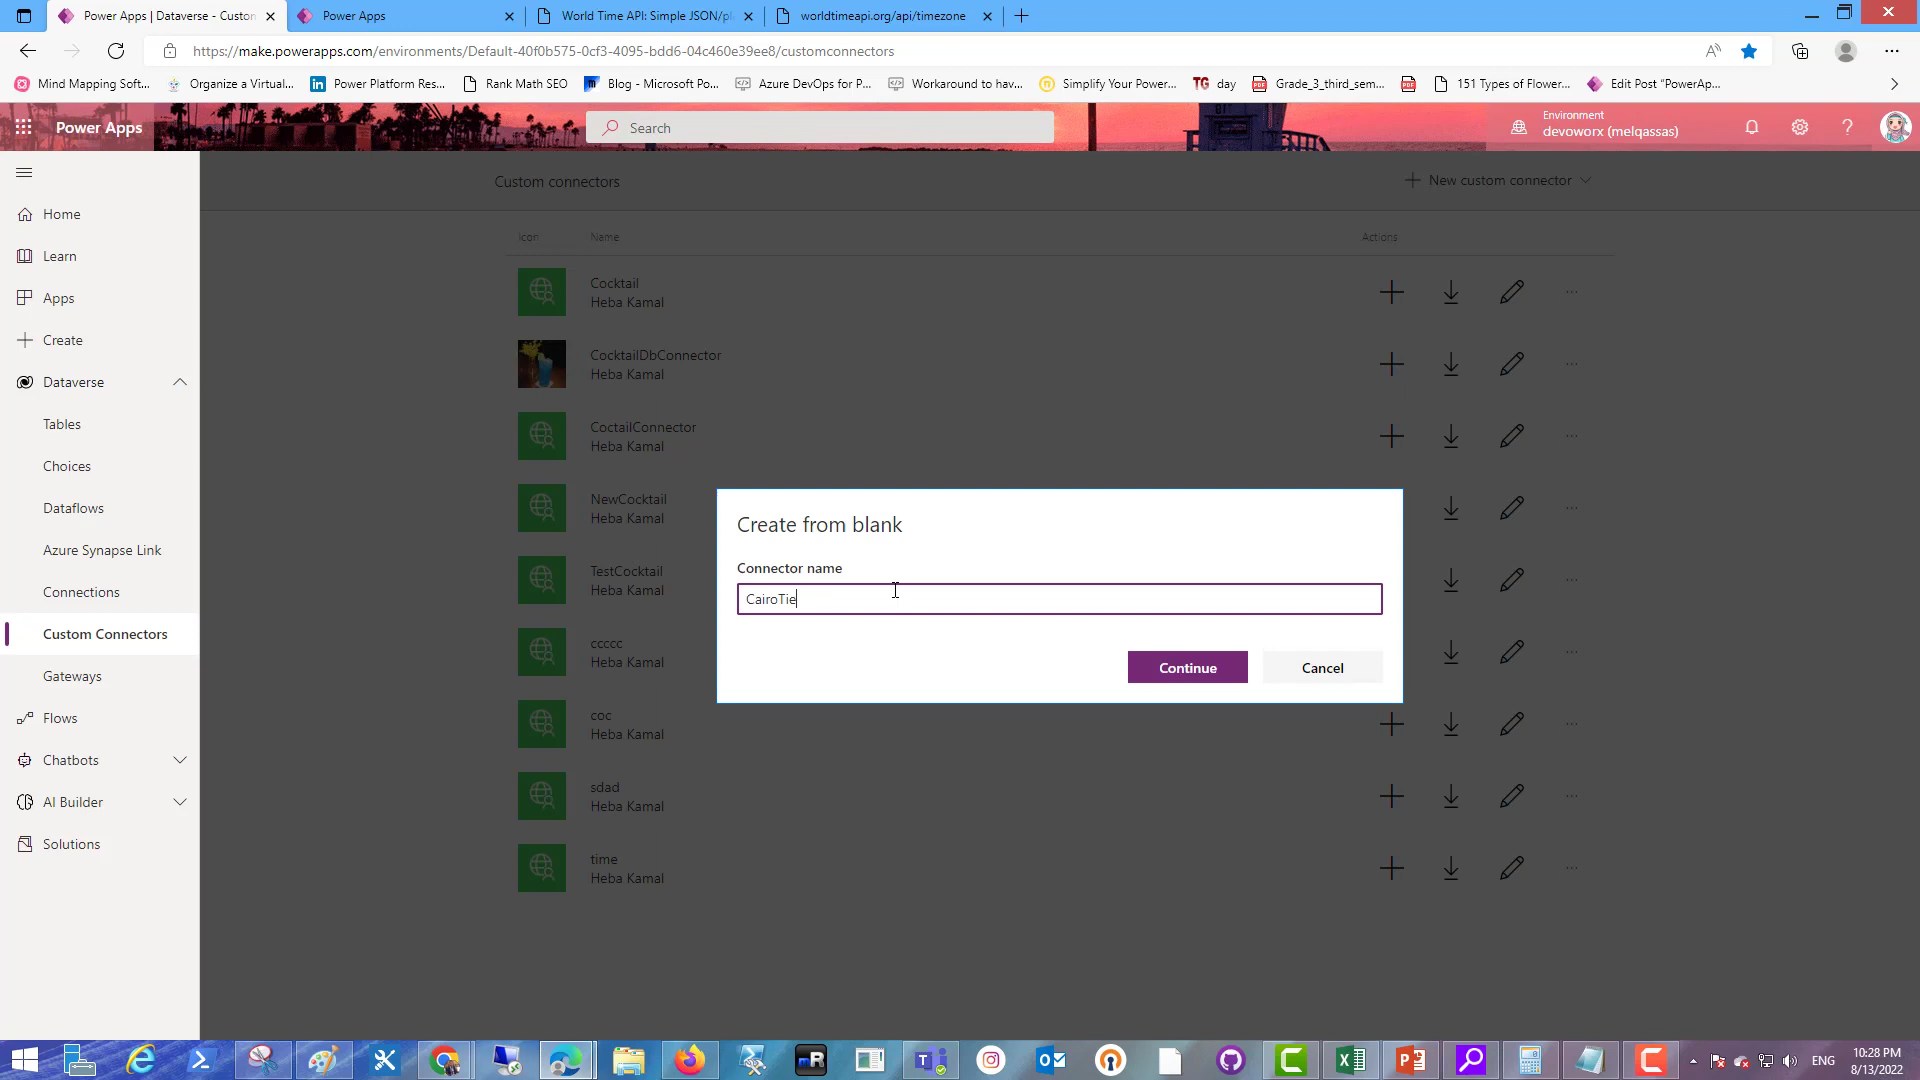 Power Apps | Dataverse - Custon
Power Apps
World Time API: Simple JSON/pl
worldtimeapi.org/api/timezone
https://make.powerapps.com/environments/Default-40f0b575-0cf3-4095-bdd6-04c460e39ee8/customconnectors
Mind Mapping Soft...
Organize a Virtual...
Power Platform Res...
Rank Math SEO
Blog - Microsoft Po...
Azure DevOps for P...
Workaround to hav...
Simplify Your Power...
TG day
Grade_3_third_sem...
151 Types of Flower...
Edit Post "PowerAp...
Power Apps
Search
Environment
devoworx (melqassas)
Home
Learn
Apps
Create
Dataverse
Tables
Choices
Dataflows
Azure Synapse Link
Connections
Custom Connectors
Gateways
Flows
Chatbots
AI Builder
Solutions
Custom connectors
New custom connector
Icon Name Actions
Cocktail
Heba Kamal
CocktailDbConnector
Heba Kamal
CoctailConnector
Heba Kamal
NewCocktail
Heba Kamal
TestCocktail
Heba Kamal
ccccc
Heba Kamal
coc
Heba Kamal
sdad
Heba Kamal
time
Heba Kamal
Create from blank
Connector name
CairoTie
Continue
Cancel
ENG
10:28 PM
8/13/2022